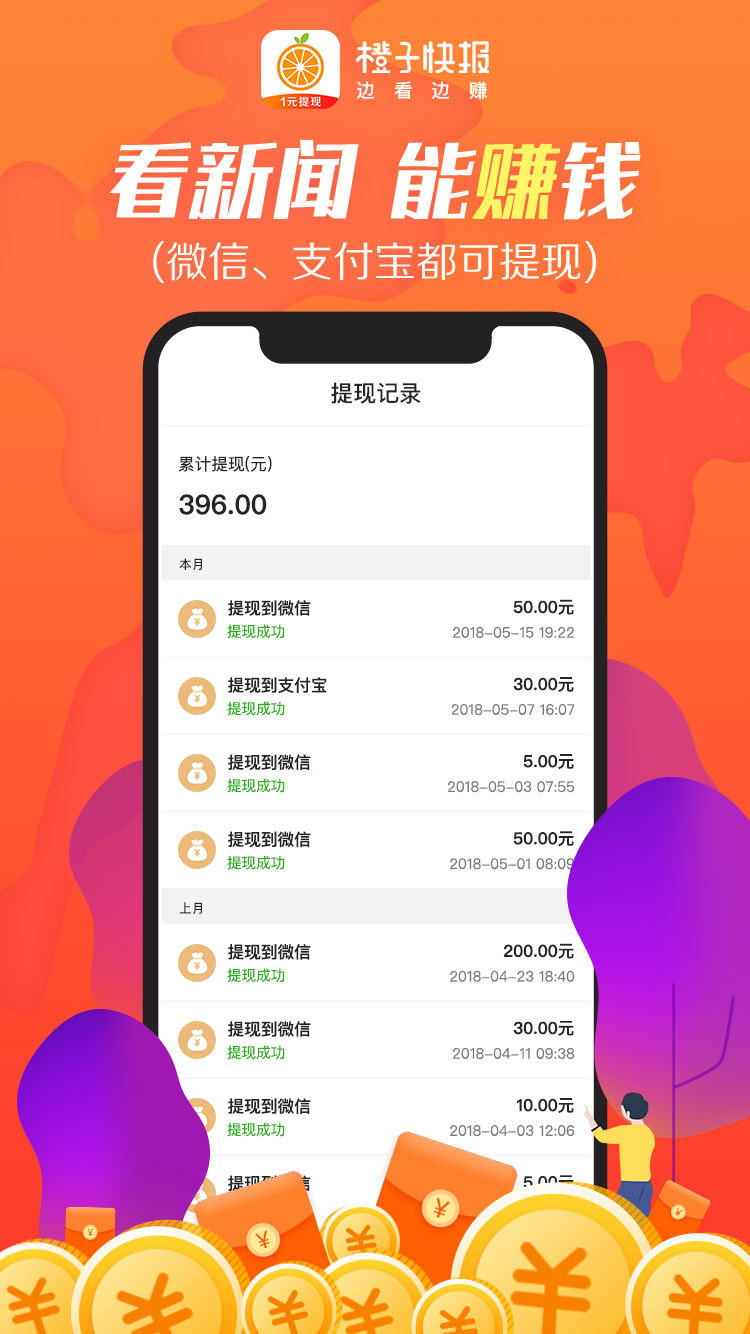 橙子快报
边看边赚
1元提现
看新闻 能赚钱
(微信、支付宝都可提现)
提现记录
累计提现(元)
396.00
本月
提现到微信 50.00元
提现成功 2018-05-15 19:22
提现到支付宝 30.00元
提现成功 2018-05-07 16:07
提现到微信 5.00元
提现成功 2018-05-03 07:55
提现到微信 50.00元
提现成功 2018-05-01 08:09
上月
提现到微信 200.00元
提现成功 2018-04-23 18:40
提现到微信 30.00元
提现成功 2018-04-11 09:38
提现到微信 10.00元
提现成功 2018-04-03 12:06
提现到微信 5.00元